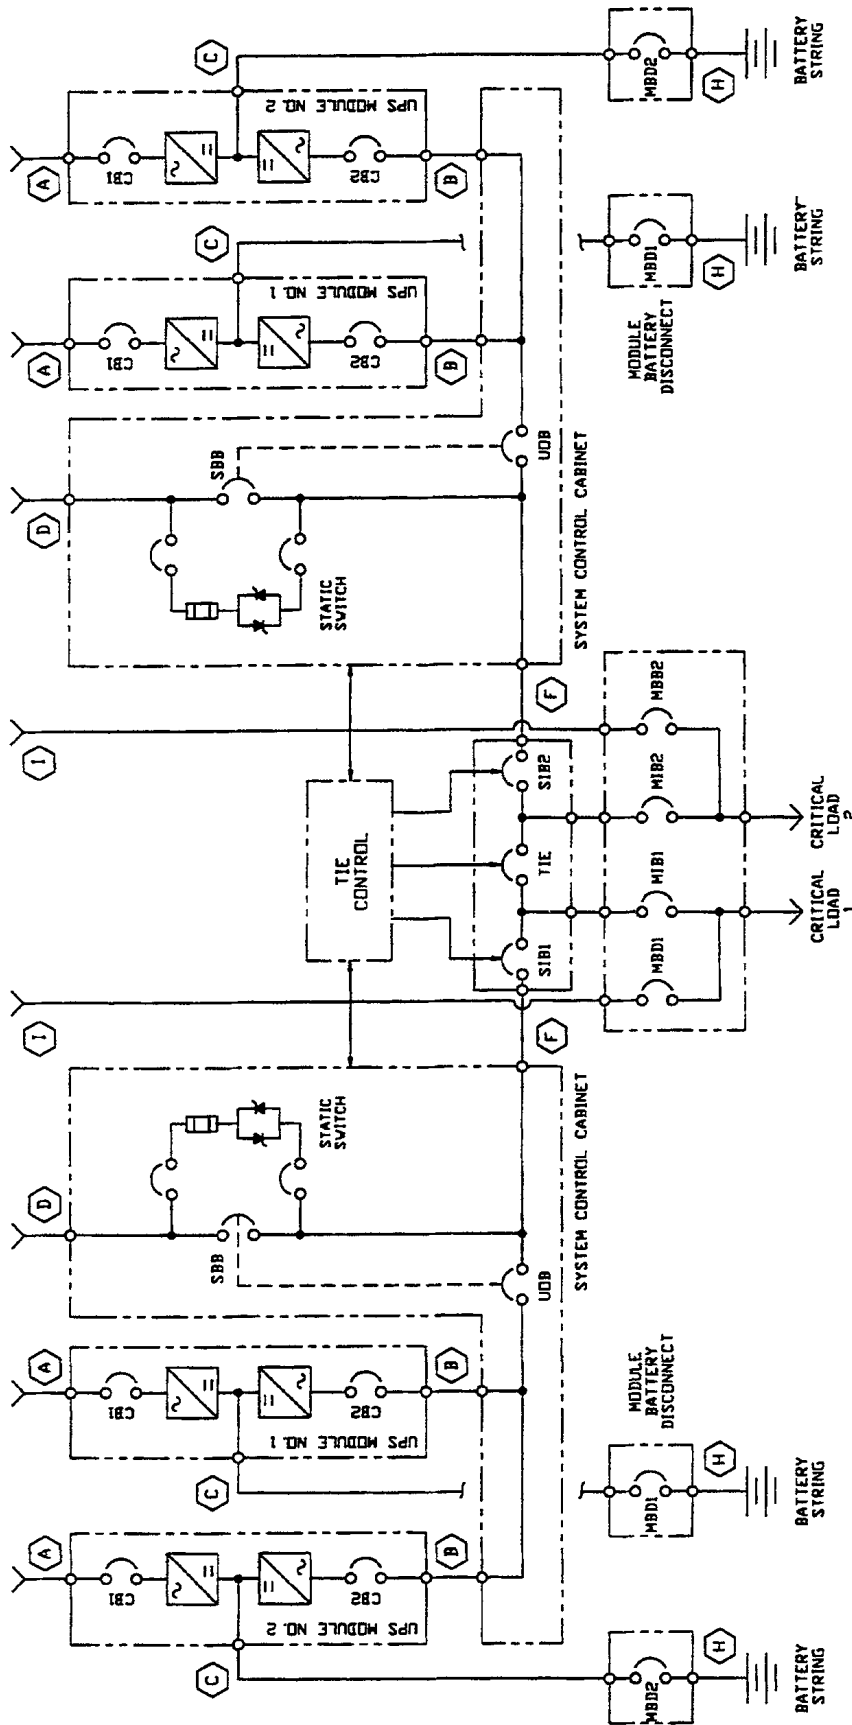 A
A
D
I
I
D
A
A
CB1
CB1
CB1
CB1
C
C
C
C
SBB
SBB
UPS MODULE NO. 2
UPS MODULE NO. 1
UPS MODULE NO. 1
UPS MODULE NO. 2
STATIC
SWITCH
TIE
CONTROL
STATIC
SWITCH
CB2
CB2
CB2
CB2
B
B
B
B
UOB
F
SIB1
TIE
SIB2
F
UOB
SYSTEM CONTROL CABINET
SYSTEM CONTROL CABINET
MBD2
MBD1
MODULE
BATTERY
DISCONNECT
MBD1
MIB1
MIB2
MBB2
MODULE
BATTERY
DISCONNECT
MBD1
MBD2
H
H
H
H
BATTERY
STRING
BATTERY
STRING
CRITICAL
LOAD
1
CRITICAL
LOAD
2
BATTERY
STRING
BATTERY
STRING